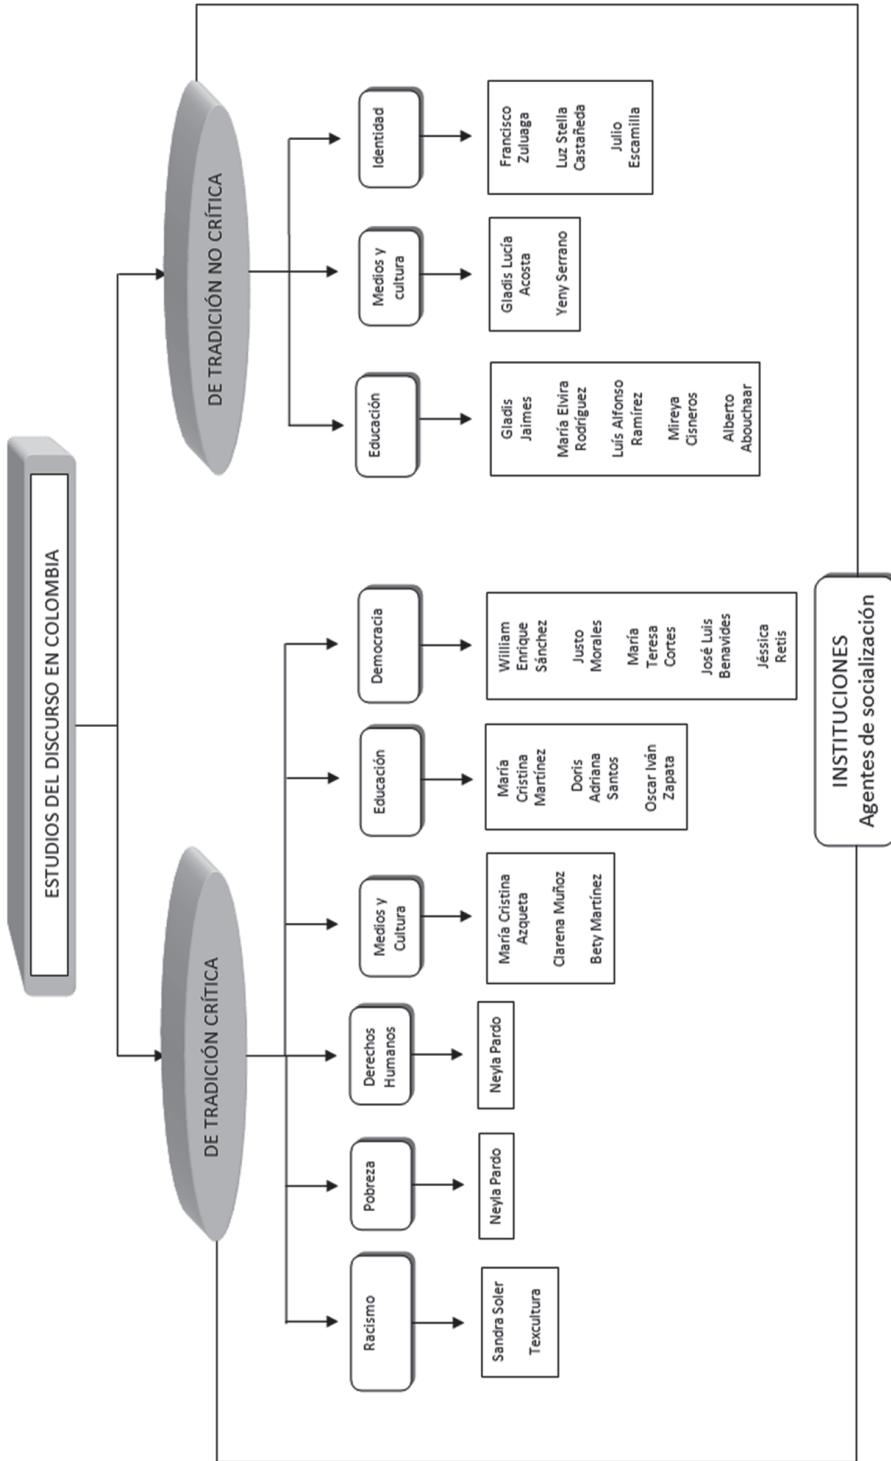 ESTUDIOS DEL DISCURSO EN COLOMBIA
DE TRADICIÓN CRÍTICA
DE TRADICIÓN NO CRÍTICA
Racismo
Pobreza
Derechos
Humanos
Medios y
Cultura
Educación
Democracia
Educación
Medios y
cultura
Identidad
Sandra Soler
Texcultura
Neyla Pardo
Neyla Pardo
María Cristina
Azqueta
Clarena Muñoz
Bety Martínez
María
Cristina
Martínez
Doris
Adriana
Santos
Oscar Iván
Zapata
William
Enrique
Sánchez
Justo
Morales
María
Teresa
Cortes
José Luis
Benavides
Jéssica
Retis
Gladis
Jaimes
María Elvira
Rodríguez
Luís Alfonso
Ramírez
Mireya
Cisneros
Alberto
Abouchaar
Gladis Lucía
Acosta
Yeny Serrano
Francisco
Zuluaga
Luz Stella
Castañeda
Julio
Escamilla
INSTITUCIONES
Agentes de socialización